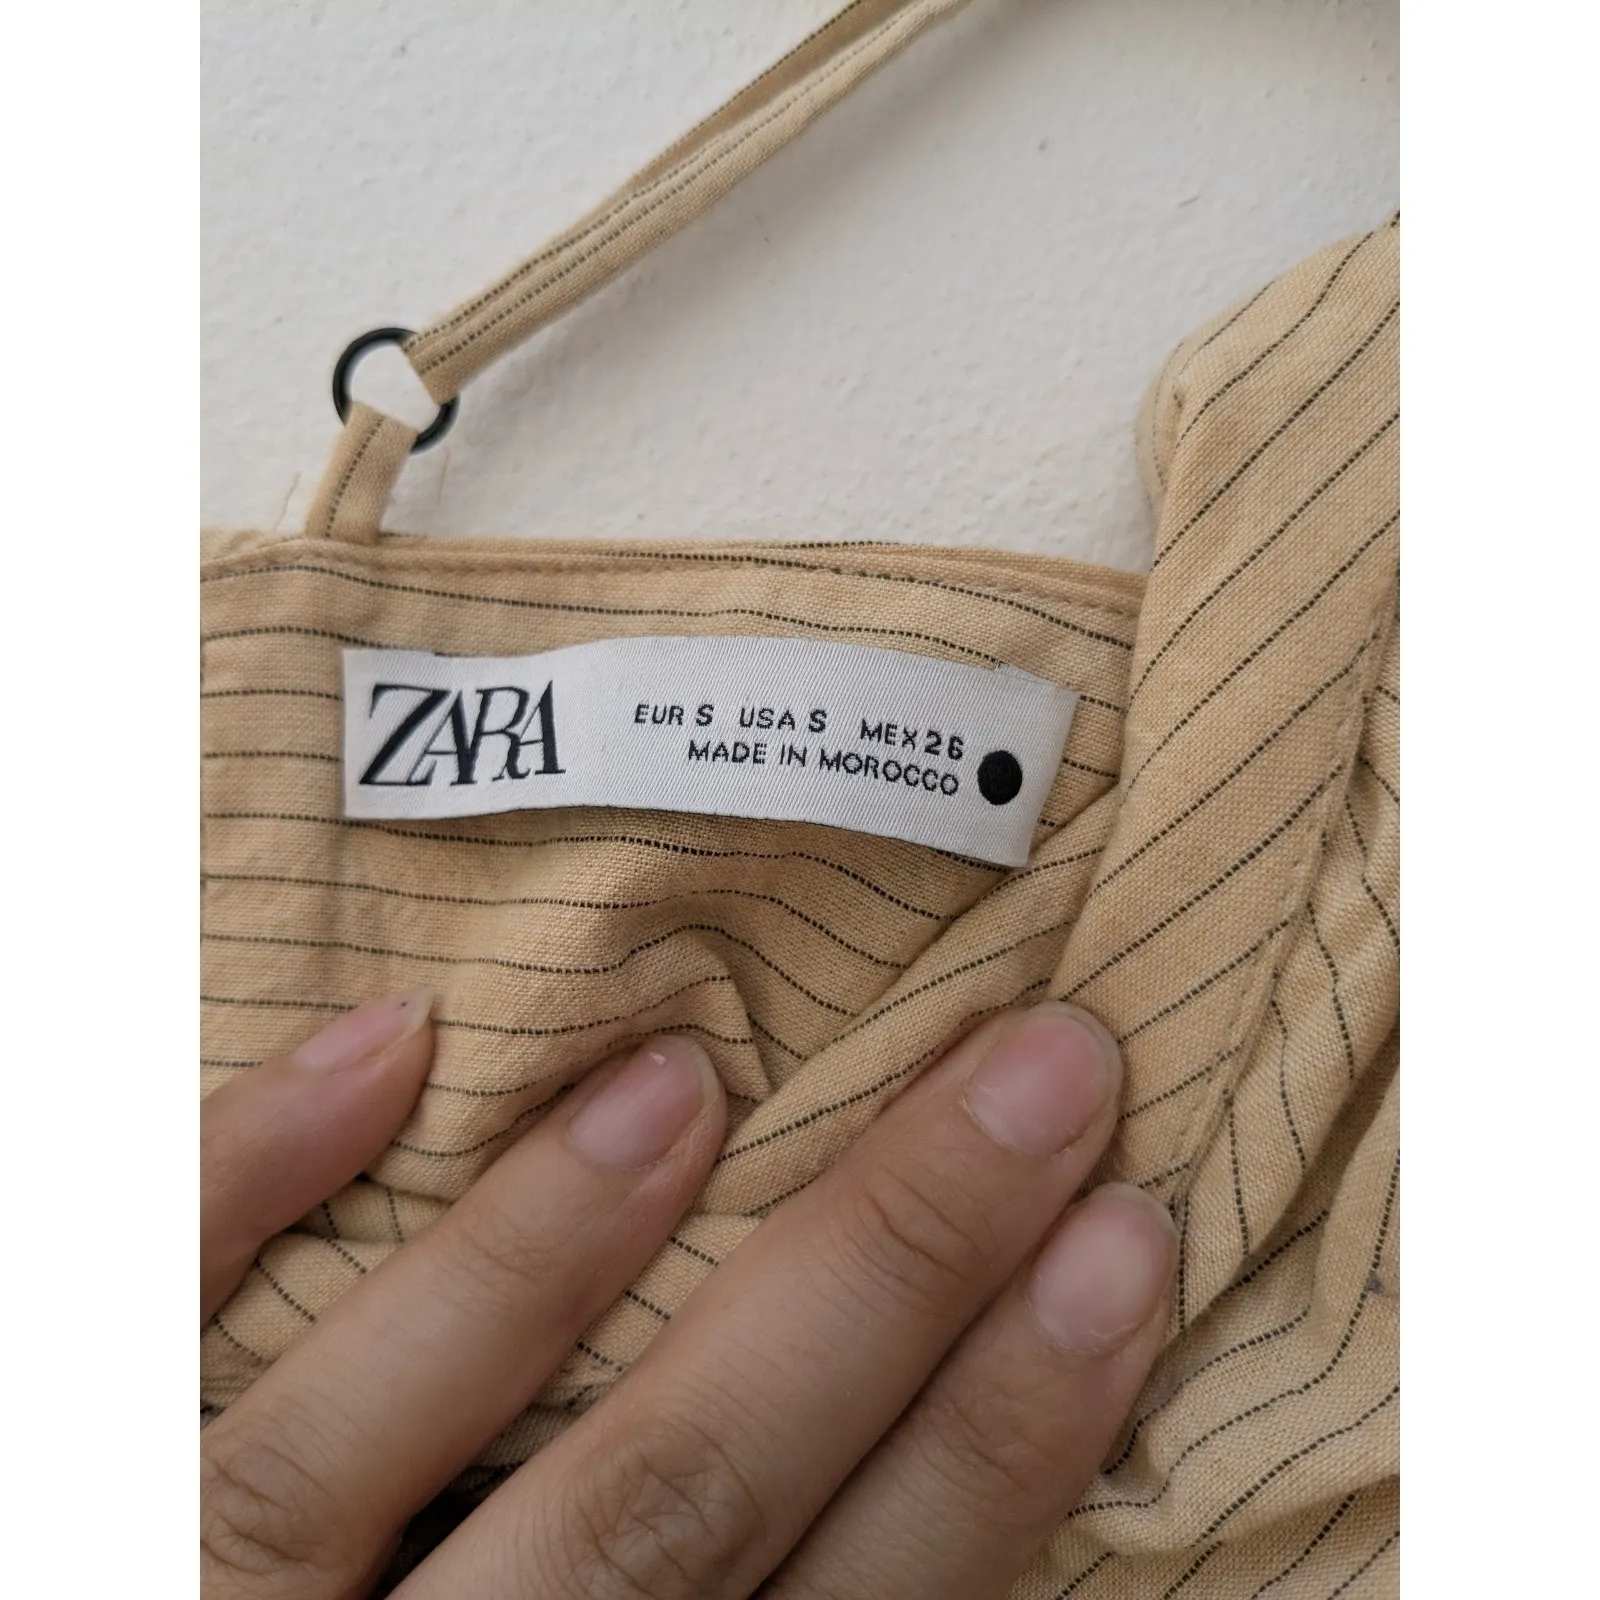 ZARA
EUR S USA S MEX 26
MADE IN MOROCCO